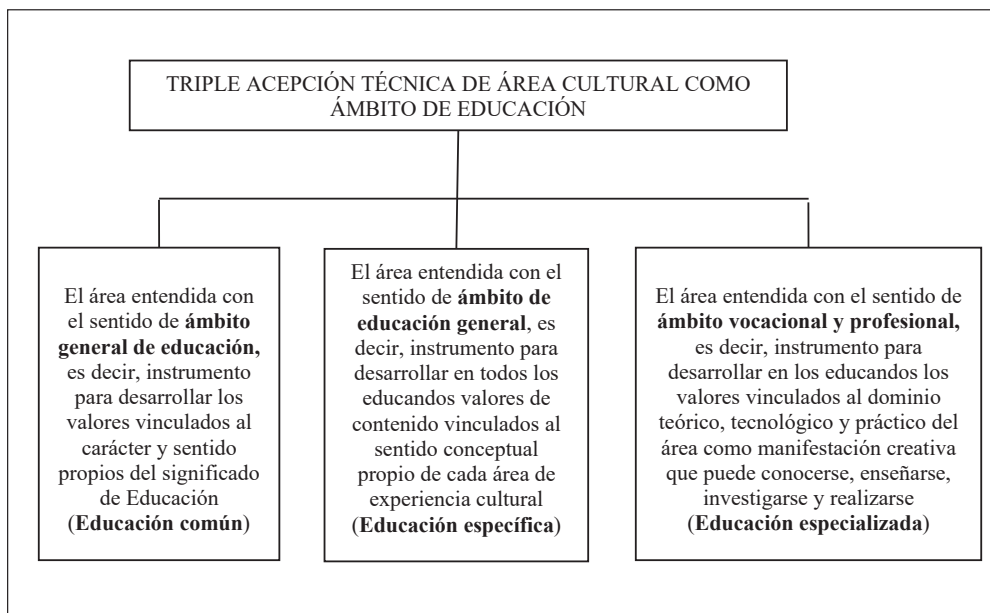 TRIPLE ACEPCIÓN TÉCNICA DE ÁREA CULTURAL COMO
ÁMBITO DE EDUCACIÓN
El área entendida con
el sentido de ámbito
general de educación,
es decir, instrumento
para desarrollar los
valores vinculados al
carácter y sentido
propios del significado
de Educación
(Educación común)
El área entendida con el
sentido de ámbito de
educación general, es
decir, instrumento para
desarrollar en todos los
educandos valores de
contenido vinculados al
sentido conceptual
propio de cada área de
experiencia cultural
(Educación específica)
El área entendida con el sentido de
ámbito vocacional y profesional,
es decir, instrumento para
desarrollar en los educandos los
valores vinculados al dominio
teórico, tecnológico y práctico del
área como manifestación creativa
que puede conocerse, enseñarse,
investigarse y realizarse
(Educación especializada)